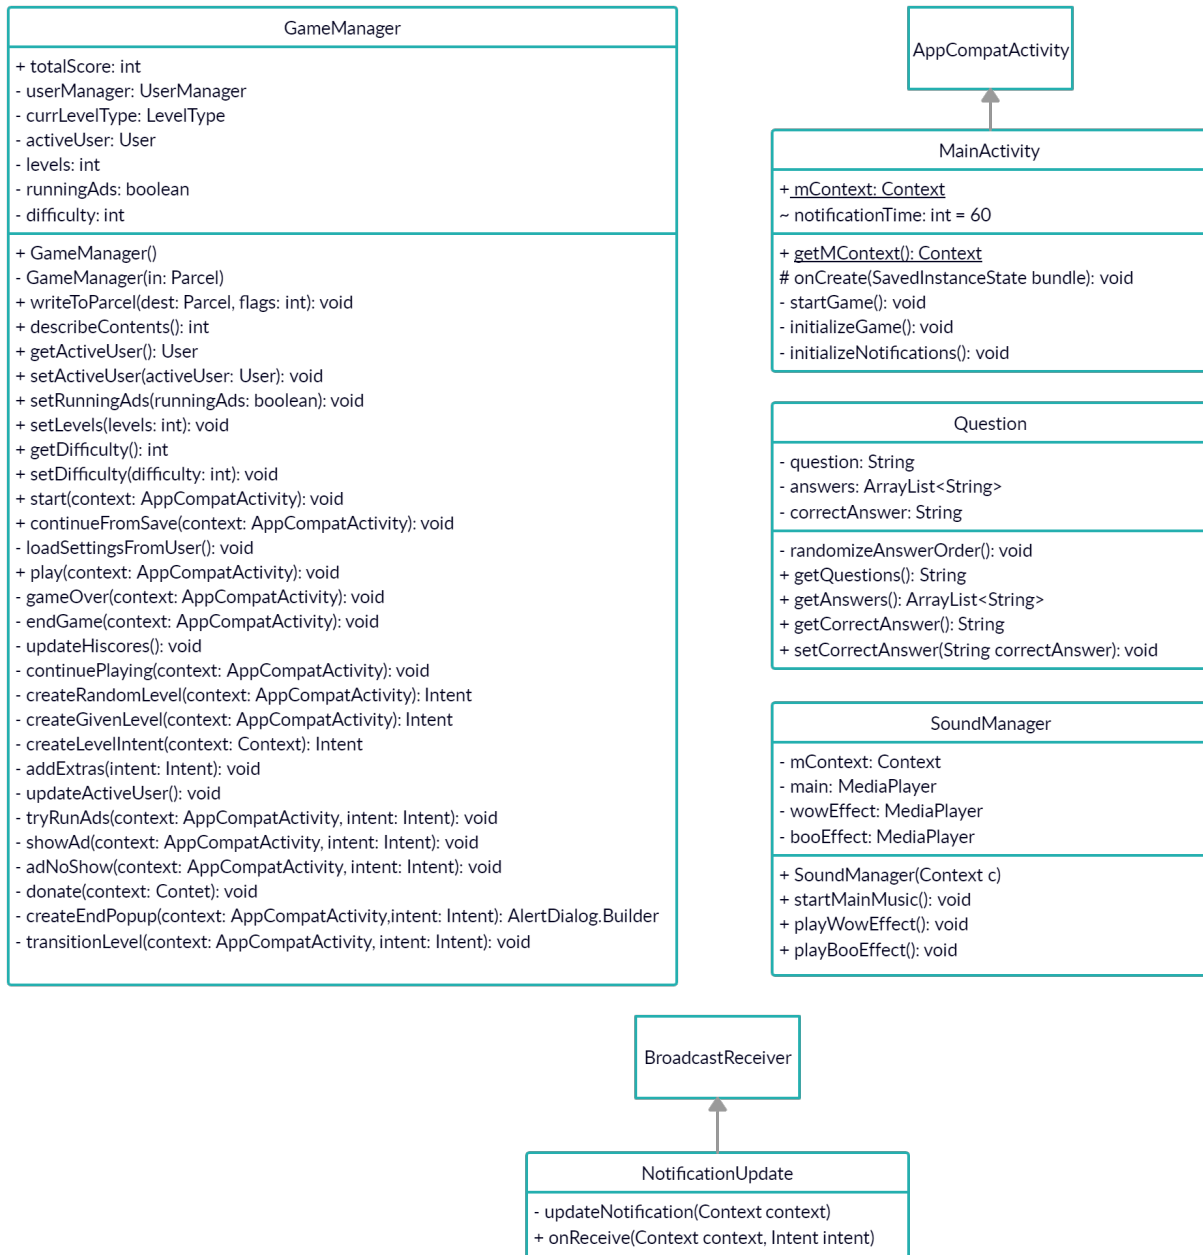 GameManager
+ totalScore: int
- userManager: UserManager
- currLevelType: LevelType
- activeUser: User
- levels: int
- runningAds: boolean
- difficulty: int
+ GameManager()
- GameManager(in: Parcel)
+ writeToParcel(dest: Parcel, flags: int): void
+ describeContents(): int
+ getActiveUser(): User
+ setActiveUser(activeUser: User): void
+ setRunningAds(runningAds: boolean): void
+ setLevels(levels: int): void
+ getDifficulty(): int
+ setDifficulty(difficulty: int): void
+ start(context: AppCompatActivity): void
+ continueFromSave(context: AppCompatActivity): void
- loadSettingsFromUser(): void
+ play(context: AppCompatActivity): void
- gameOver(context: AppCompatActivity): void
- endGame(context: AppCompatActivity): void
- updateHiscores(): void
- continuePlaying(context: AppCompatActivity): void
- createRandomLevel(context: AppCompatActivity): Intent
- createGivenLevel(context: AppCompatActivity): Intent
- createLevelIntent(context: Context): Intent
- addExtras(intent: Intent): void
- updateActiveUser(): void
- tryRunAds(context: AppCompatActivity, intent: Intent): void
- showAd(context: AppCompatActivity, intent: Intent): void
- adNoShow(context: AppCompatActivity, intent: Intent): void
- donate(context: Contet): void
- createEndPopup(context: AppCompatActivity,intent: Intent): AlertDialog.Builder
- transitionLevel(context: AppCompatActivity, intent: Intent): void
AppCompatActivity
MainActivity
+ mContext: Context
~ notificationTime: int = 60
+ getMContext(): Context
# onCreate(SavedInstanceState bundle): void
- startGame(): void
- initializeGame(): void
- initializeNotifications(): void
Question
- question: String
- answers: ArrayList<String>
- correctAnswer: String
- randomizeAnswerOrder(): void
+ getQuestions(): String
+ getAnswers(): ArrayList<String>
+ getCorrectAnswer(): String
+ setCorrectAnswer(String correctAnswer): void
SoundManager
- mContext: Context
- main: MediaPlayer
- wowEffect: MediaPlayer
- booEffect: MediaPlayer
+ SoundManager(Context c)
+ startMainMusic(): void
+ playWowEffect(): void
+ playBooEffect(): void
BroadcastReceiver
NotificationUpdate
- updateNotification(Context context)
+ onReceive(Context context, Intent intent)